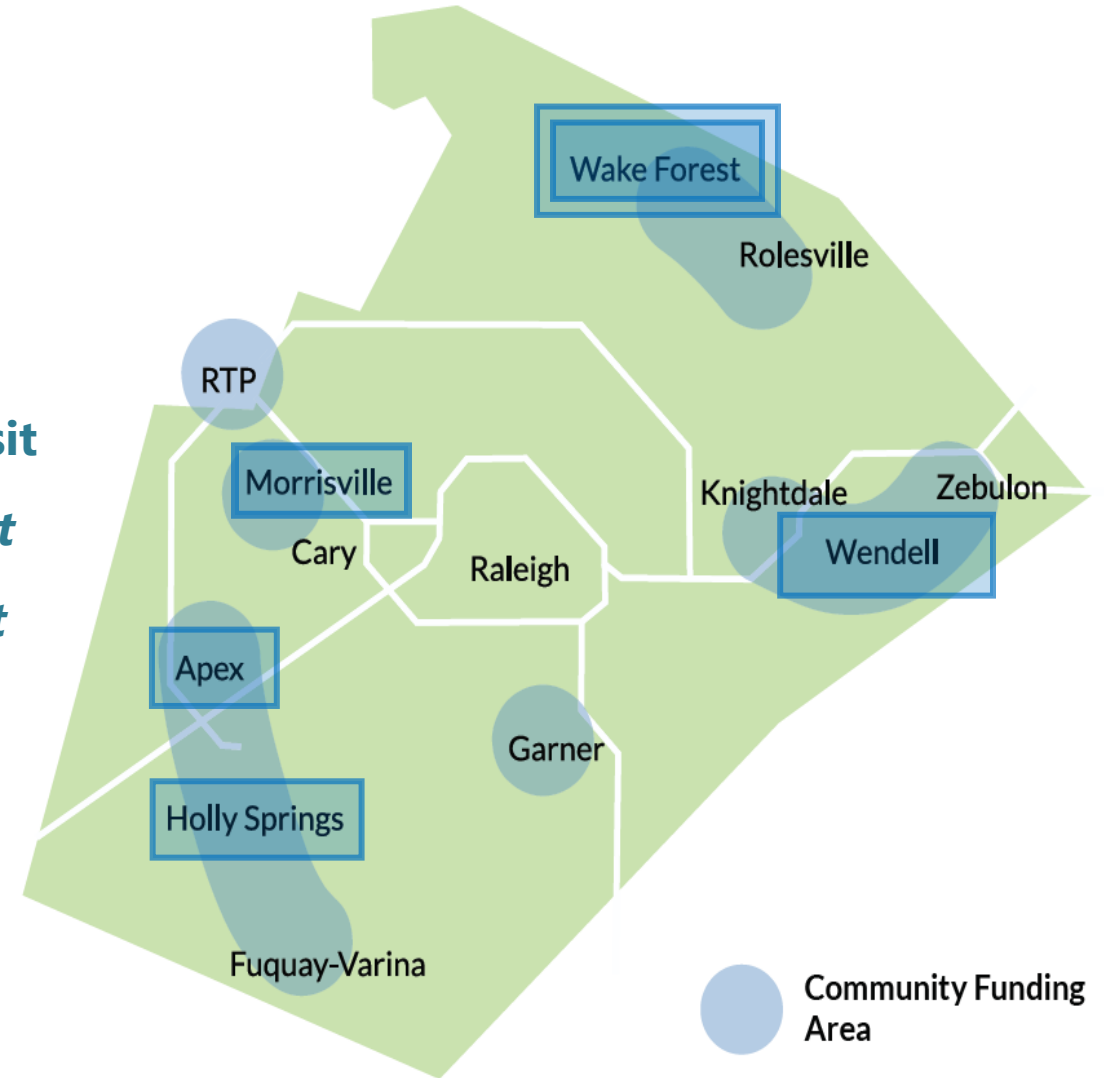 Wake Forest
Rolesville
RTP
sit
Morrisville
Knightdale
Zebulon
t
Cary
Raleigh
Wendell
t
Apex
Garner
Holly Springs
Fuquay-Varina
Community Funding
Area